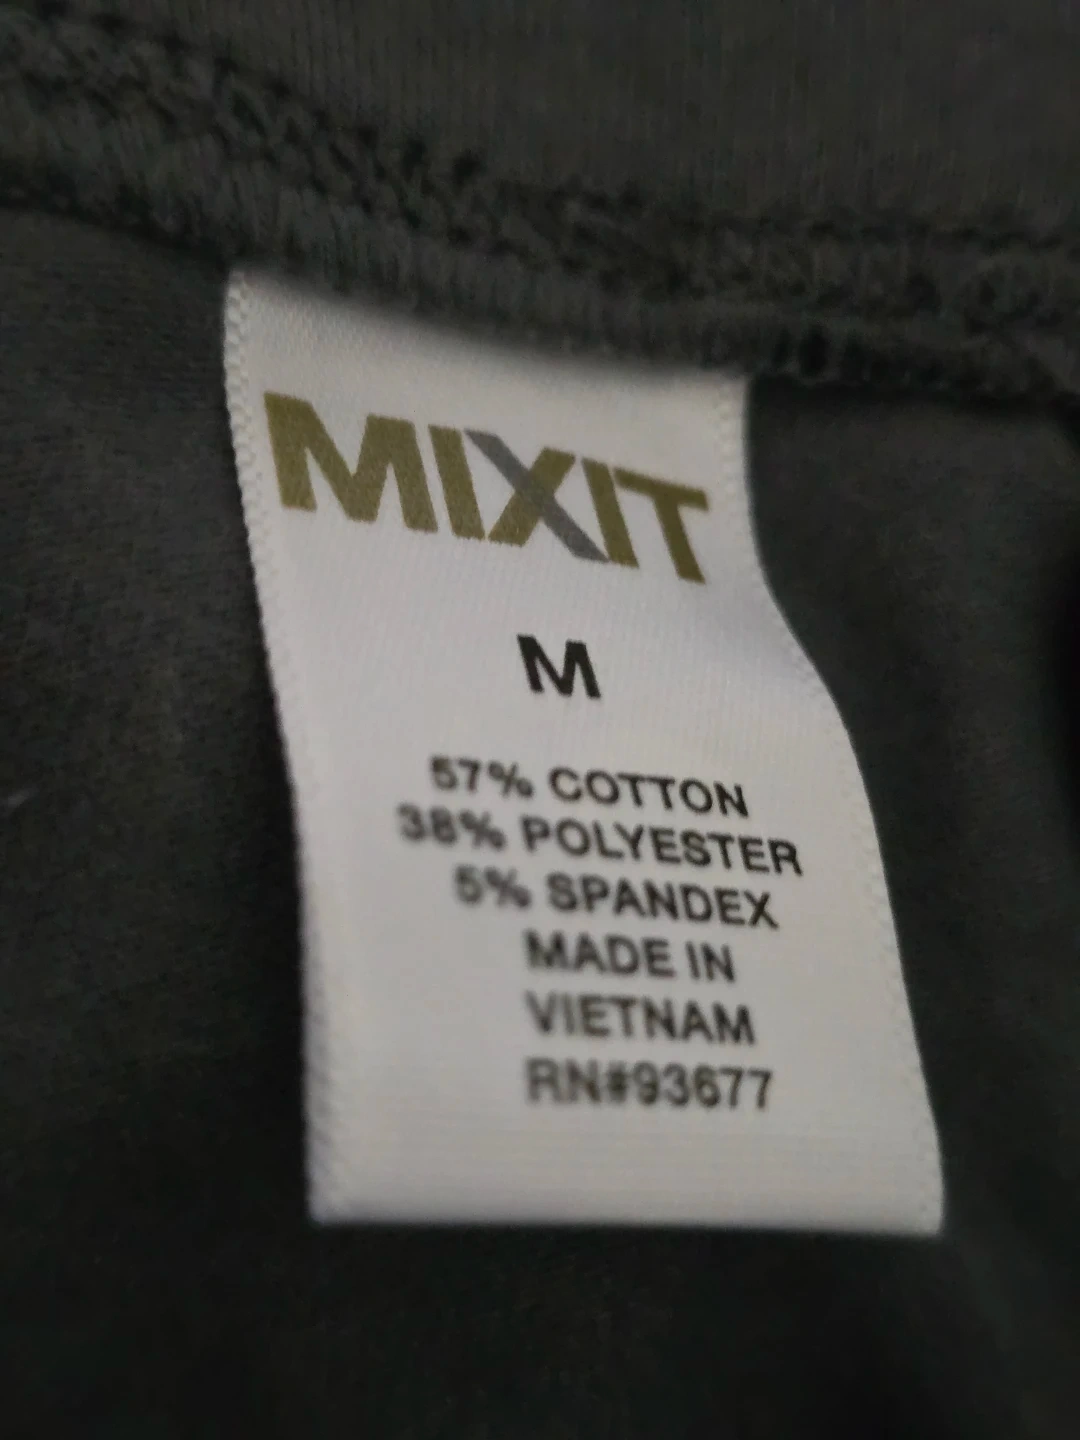 MIXIT
M
57% COTTON
38% POLYESTER
5% SPANDEX
MADE IN
VIETNAM
RN#93677